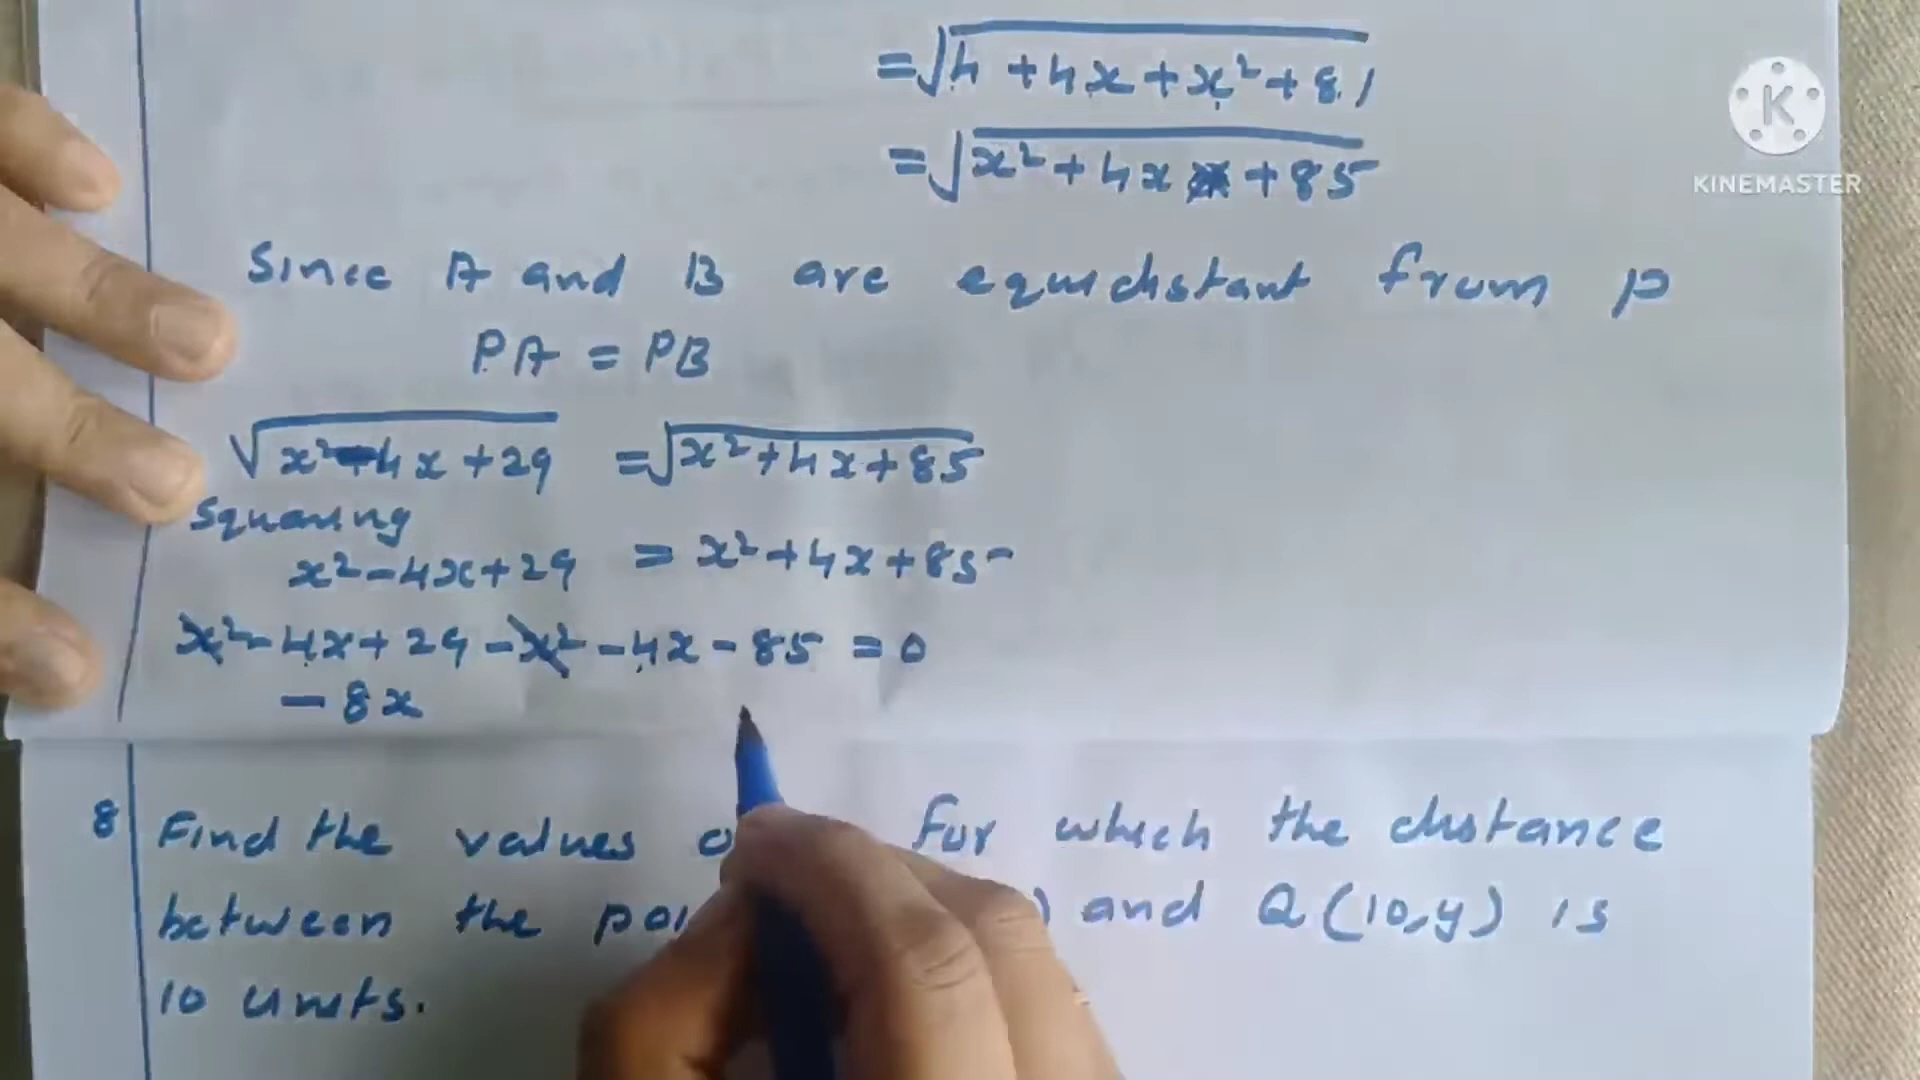 = √4 + 4x + x² + 81
= √x² + 4x + 85
KINEMASTER
Since A and B are equidistant from P
PA = PB
√x² - 4x + 29 = √x² + 4x + 85
Squaring
x² - 4x + 29 = x² + 4x + 85
x² - 4x + 29 - x² - 4x - 85 = 0
- 8x
8 Find the values for which the distance
between the and Q(10,y) is
10 units.